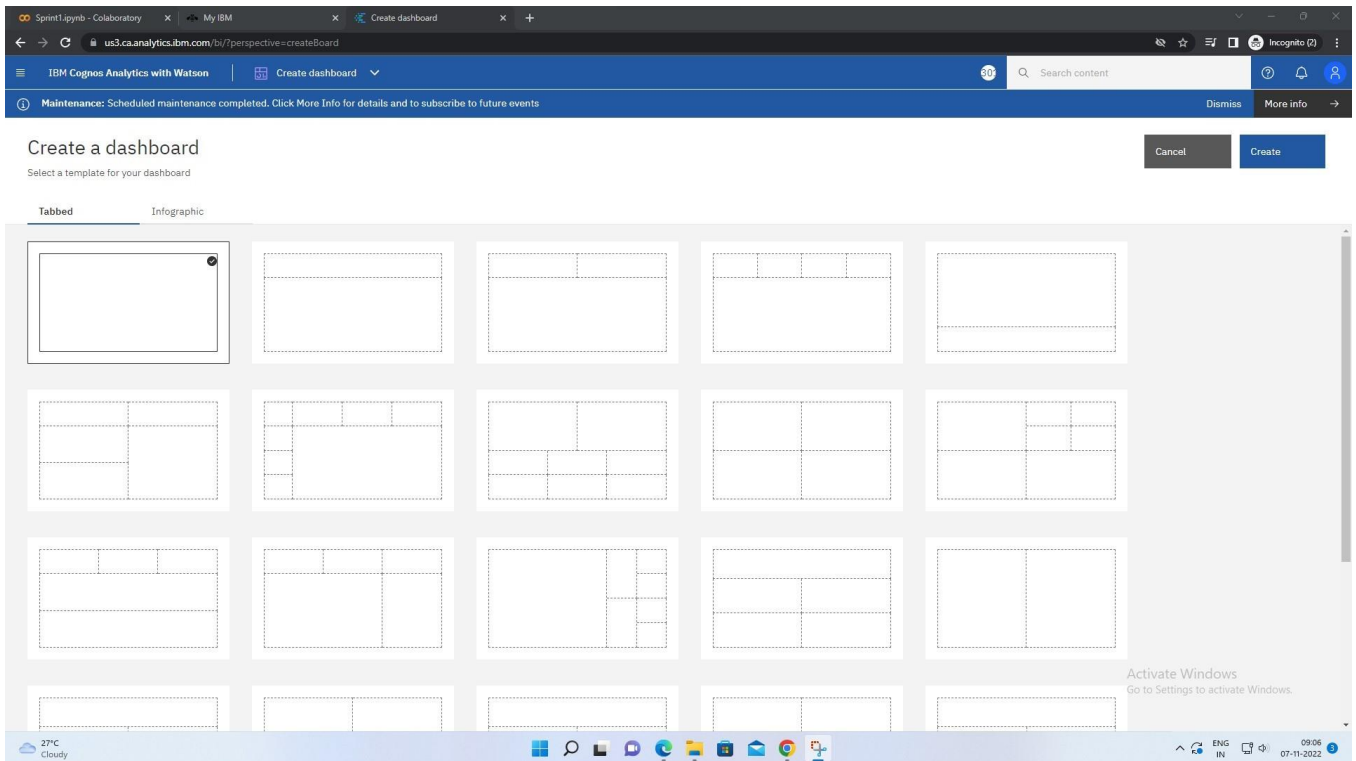 Sprint1.ipynb - Colaboratory
My IBM
Create dashboard
us3.ca.analytics.ibm.com/bi/?perspective=createBoard
Incognito (2)
IBM Cognos Analytics with Watson
Create dashboard
Search content
Maintenance: Scheduled maintenance completed. Click More Info for details and to subscribe to future events
Dismiss
More info
Create a dashboard
Select a template for your dashboard
Cancel
Create
Tabbed
Infographic
Activate Windows
Go to Settings to activate Windows.
27°C
Cloudy
ENG
IN
09:06
07-11-2022
3